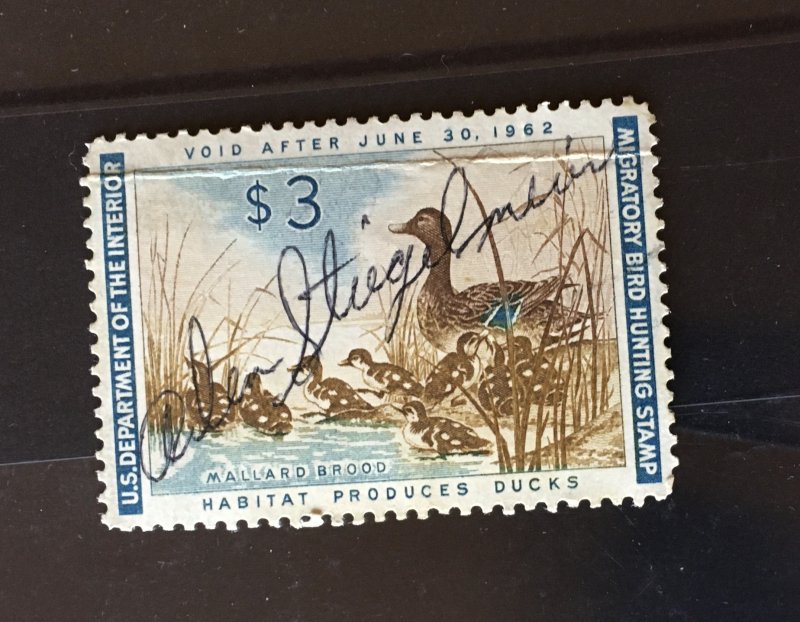 VOID AFTER JUNE 30, 1962
U.S. DEPARTMENT OF THE INTERIOR
$3
MIGRATORY BIRD HUNTING STAMP
MALLARD BROOD
HABITAT PRODUCES DUCKS